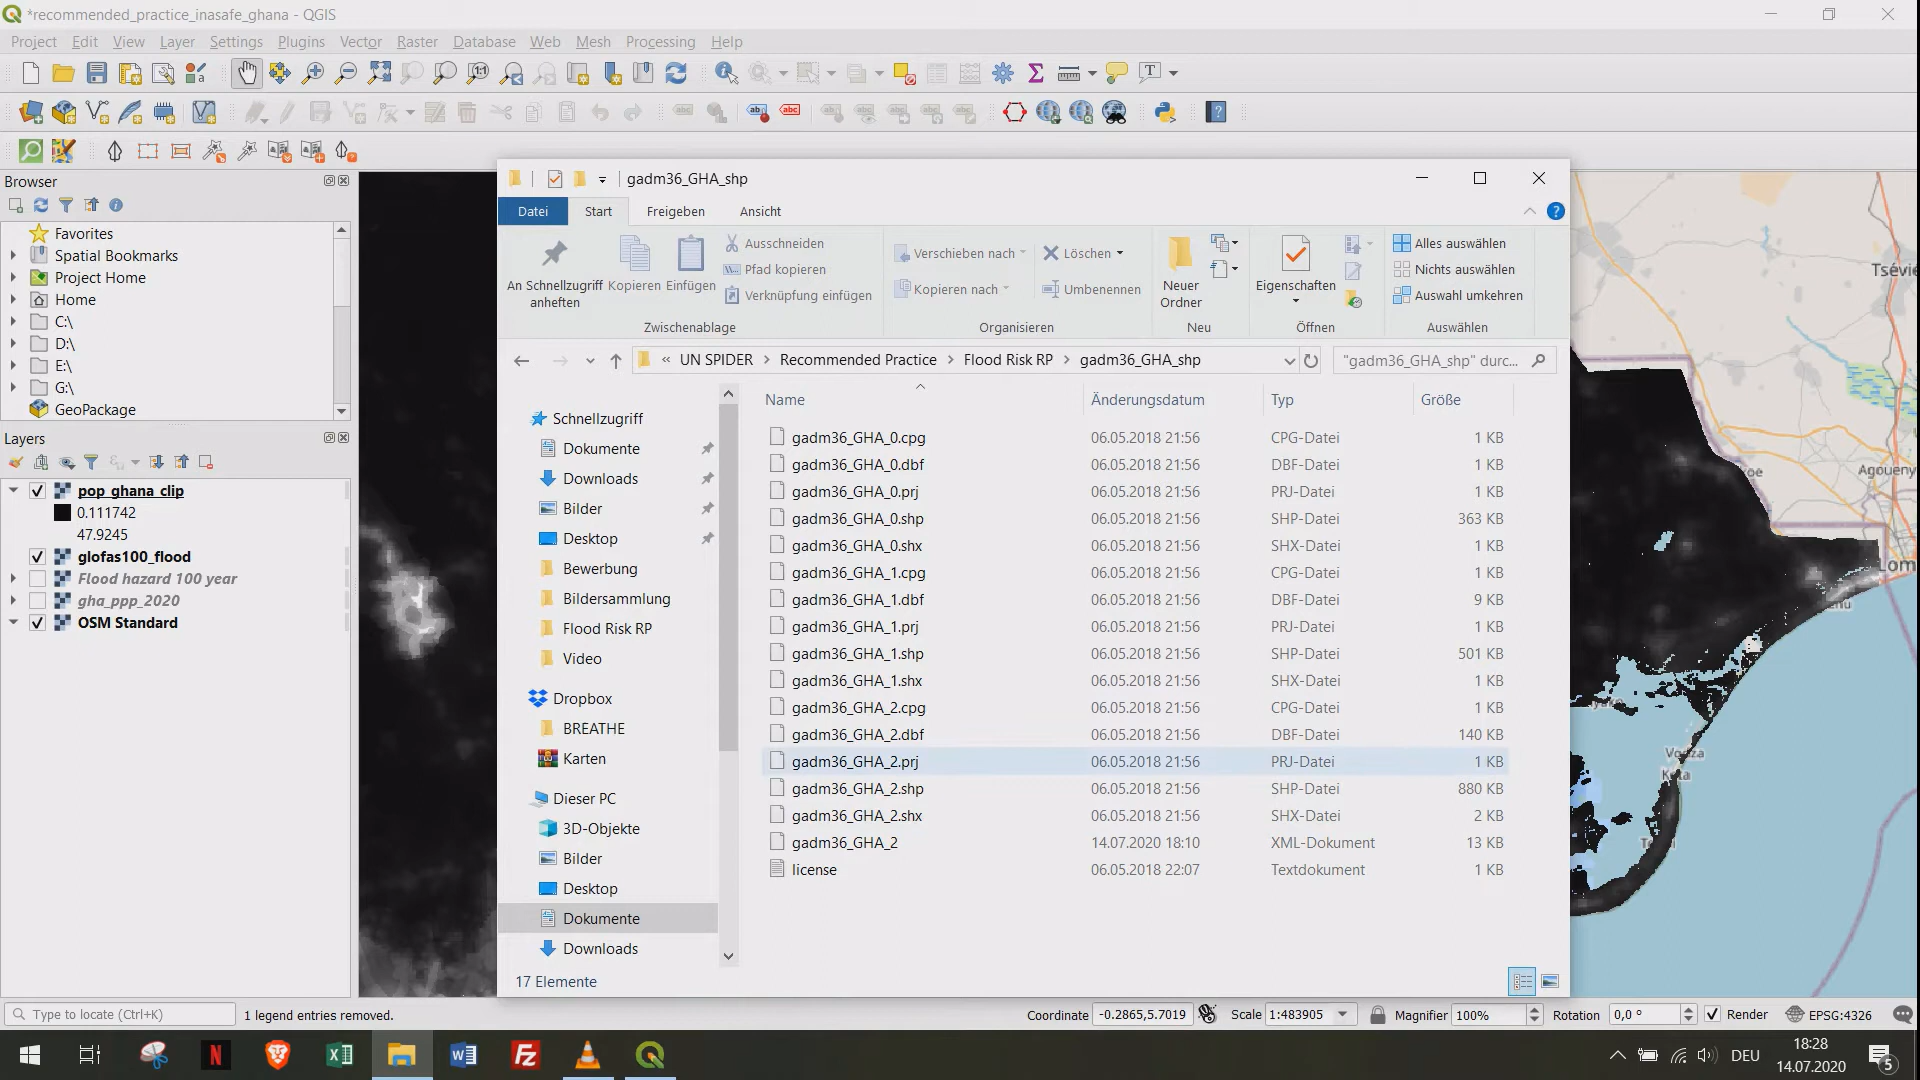 *recommended_practice_inasafe_ghana - QGIS
Project Edit View Layer Settings Plugins Vector Raster Database Web Mesh Processing Help
Browser
Favorites
Spatial Bookmarks
Project Home
Home
C:\
D:\
E:\
G:\
GeoPackage
Layers
pop_ghana_clip
0.111742
47.9245
glofas100_flood
Flood hazard 100 year
gha_ppp_2020
OSM Standard
gadm36_GHA_shp
Datei Start Freigeben Ansicht
An Schnellzugriff anheften
Kopieren
Einfügen
Ausschneiden
Pfad kopieren
Verknüpfung einfügen
Zwischenablage
Verschieben nach
Kopieren nach
Löschen
Umbenennen
Organisieren
Neuer Ordner
Neu
Eigenschaften
Öffnen
Alles auswählen
Nichts auswählen
Auswahl umkehren
Auswählen
« UN SPIDER > Recommended Practice > Flood Risk RP > gadm36_GHA_shp
"gadm36_GHA_shp" durc...
Schnellzugriff
Dokumente
Downloads
Bilder
Desktop
Bewerbung
Bildersammlung
Flood Risk RP
Video
Dropbox
BREATHE
Karten
Dieser PC
3D-Objekte
Bilder
Desktop
Dokumente
Downloads
Name Änderungsdatum Typ Größe
gadm36_GHA_0.cpg 06.05.2018 21:56 CPG-Datei 1 KB
gadm36_GHA_0.dbf 06.05.2018 21:56 DBF-Datei 1 KB
gadm36_GHA_0.prj 06.05.2018 21:56 PRJ-Datei 1 KB
gadm36_GHA_0.shp 06.05.2018 21:56 SHP-Datei 363 KB
gadm36_GHA_0.shx 06.05.2018 21:56 SHX-Datei 1 KB
gadm36_GHA_1.cpg 06.05.2018 21:56 CPG-Datei 1 KB
gadm36_GHA_1.dbf 06.05.2018 21:56 DBF-Datei 9 KB
gadm36_GHA_1.prj 06.05.2018 21:56 PRJ-Datei 1 KB
gadm36_GHA_1.shp 06.05.2018 21:56 SHP-Datei 501 KB
gadm36_GHA_1.shx 06.05.2018 21:56 SHX-Datei 1 KB
gadm36_GHA_2.cpg 06.05.2018 21:56 CPG-Datei 1 KB
gadm36_GHA_2.dbf 06.05.2018 21:56 DBF-Datei 140 KB
gadm36_GHA_2.prj 06.05.2018 21:56 PRJ-Datei 1 KB
gadm36_GHA_2.shp 06.05.2018 21:56 SHP-Datei 880 KB
gadm36_GHA_2.shx 06.05.2018 21:56 SHX-Datei 2 KB
gadm36_GHA_2 14.07.2020 18:10 XML-Dokument 13 KB
license 06.05.2018 22:07 Textdokument 1 KB
17 Elemente
Tsévie
Agoueny
Lom
Keta
Type to locate (Ctrl+K) 1 legend entries removed. Coordinate -0.2865,5.7019 Scale 1:483905 Magnifier 100% Rotation 0,0 ° Render EPSG:4326
DEU
18:28
14.07.2020
5